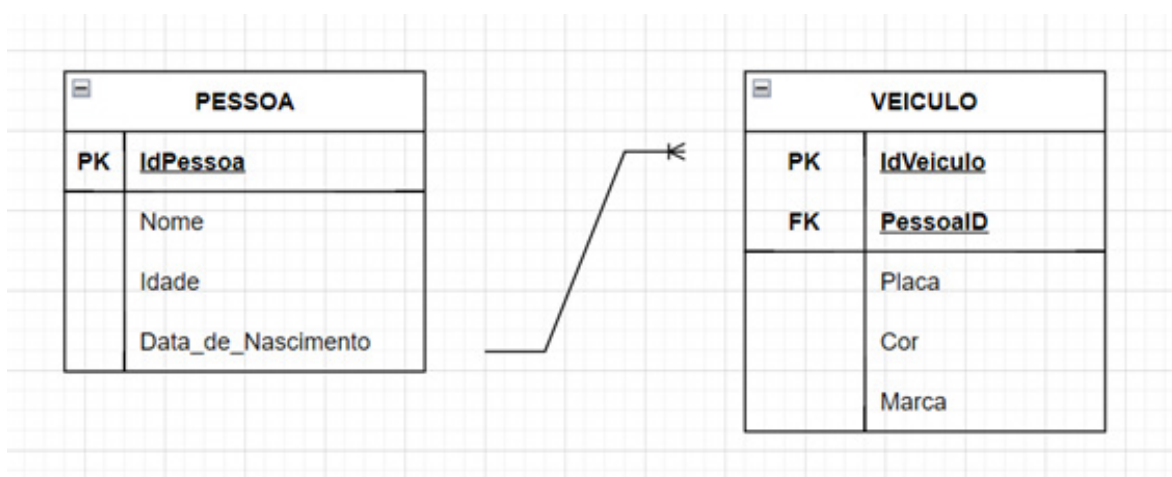 PESSOA
PK IdPessoa
Nome
Idade
Data_de_Nascimento
VEICULO
PK IdVeiculo
FK PessoaID
Placa
Cor
Marca